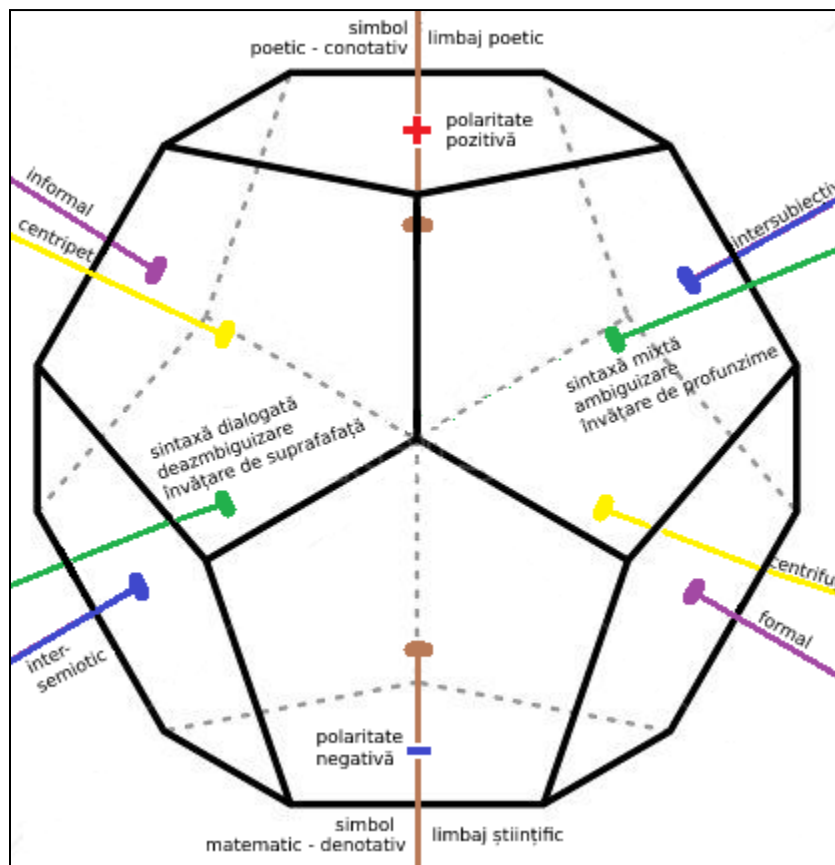 simbol
poetic - conotativ
limbaj poetic
polaritate
pozitivă
informal
centripet
intersubiectiv
sintaxă mixtă
ambiguizare
învățare de profunzime
sintaxă dialogată
deazmbiguizare
învățare de suprafafață
centrifu
formal
inter-
semiotic
polaritate
negativă
simbol
matematic - denotativ
limbaj științific